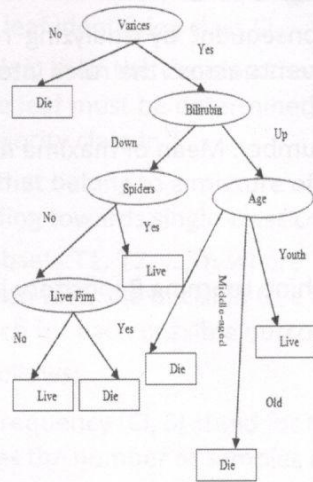 Varices
No
Yes
Die
Bilirubin
Down
Up
Spiders
Age
No
Yes
Youth
Live
Middle-aged
Liver Firm
No
Yes
Live
Die
Old
Live
Die
Die